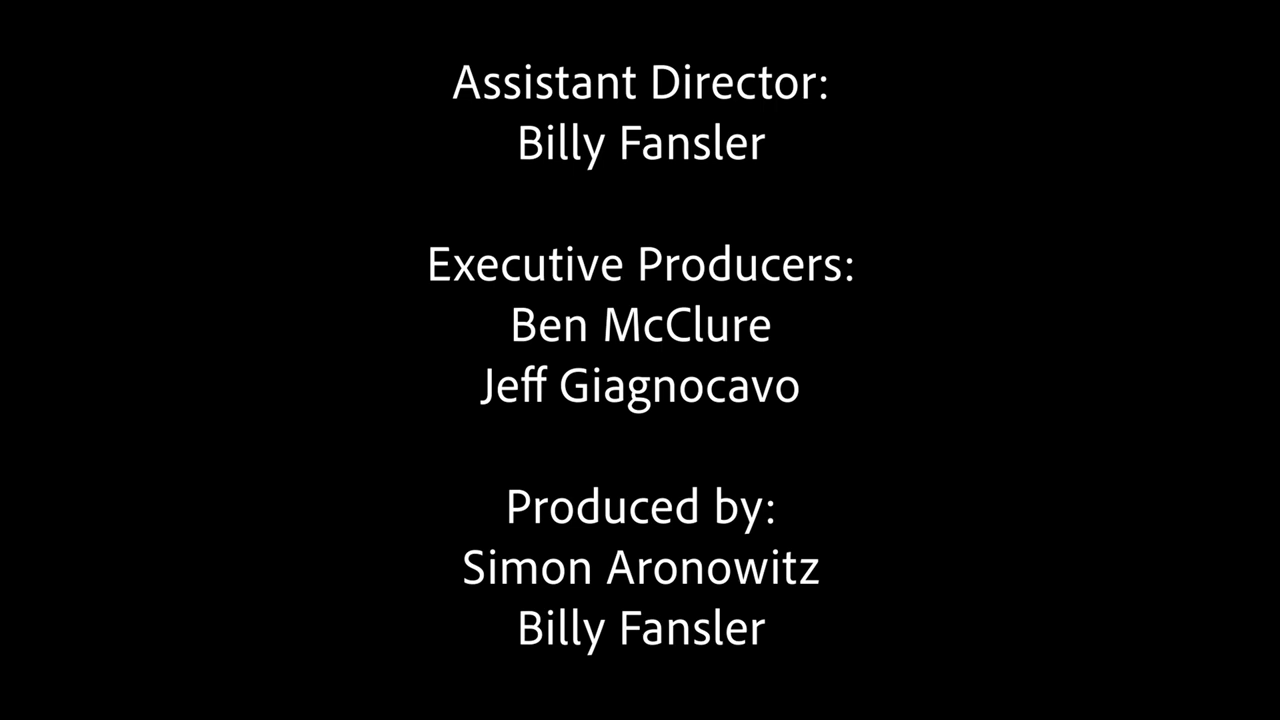 Assistant Director:
Billy Fansler
Executive Producers:
Ben McClure
Jeff Giagnocavo
Produced by:
Simon Aronowitz
Billy Fansler